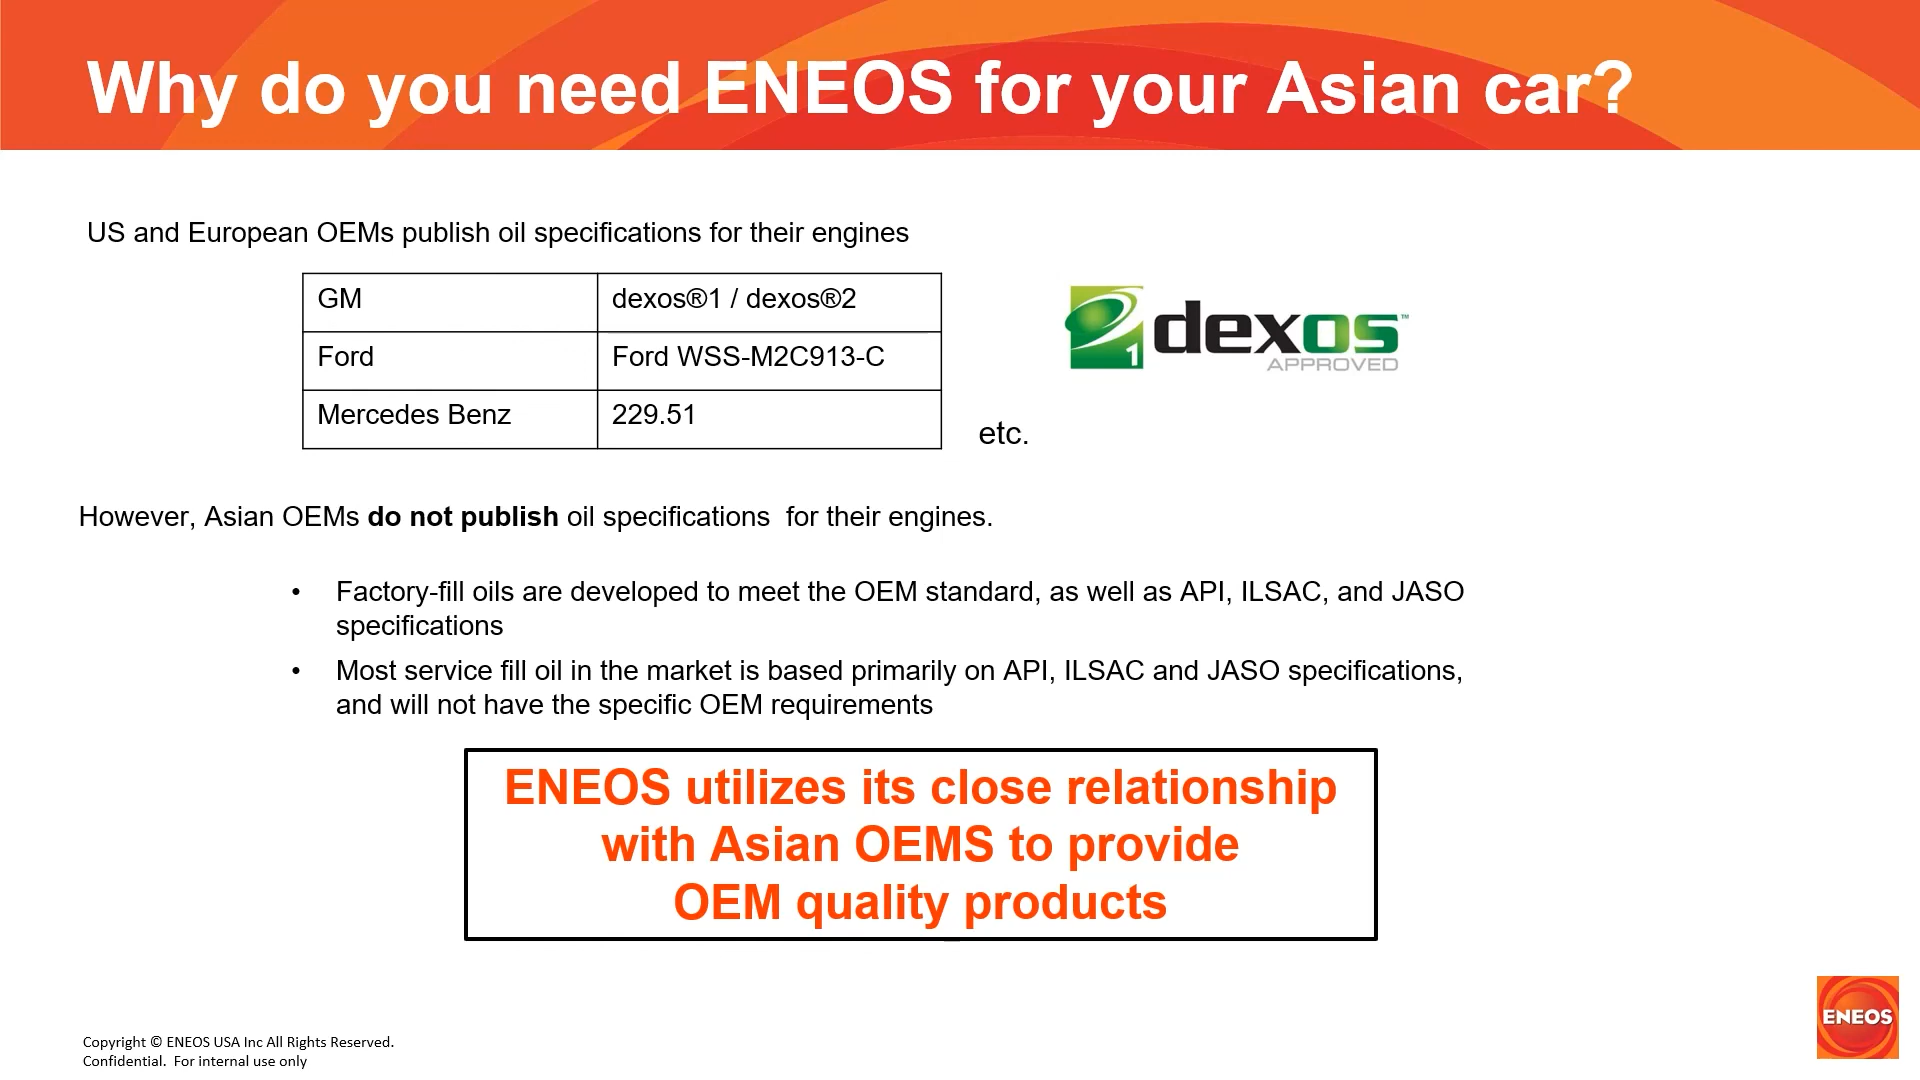 Why do you need ENEOS for your Asian car?
US and European OEMs publish oil specifications for their engines
GM dexos®1 / dexos®2
Ford Ford WSS-M2C913-C
Mercedes Benz 229.51
1 dexos™
APPROVED
etc.
However, Asian OEMs do not publish oil specifications  for their engines.
• Factory-fill oils are developed to meet the OEM standard, as well as API, ILSAC, and JASO
specifications
• Most service fill oil in the market is based primarily on API, ILSAC and JASO specifications,
and will not have the specific OEM requirements
ENEOS utilizes its close relationship
with Asian OEMS to provide
OEM quality products
ENEOS
Copyright © ENEOS USA Inc All Rights Reserved.
Confidential.  For internal use only